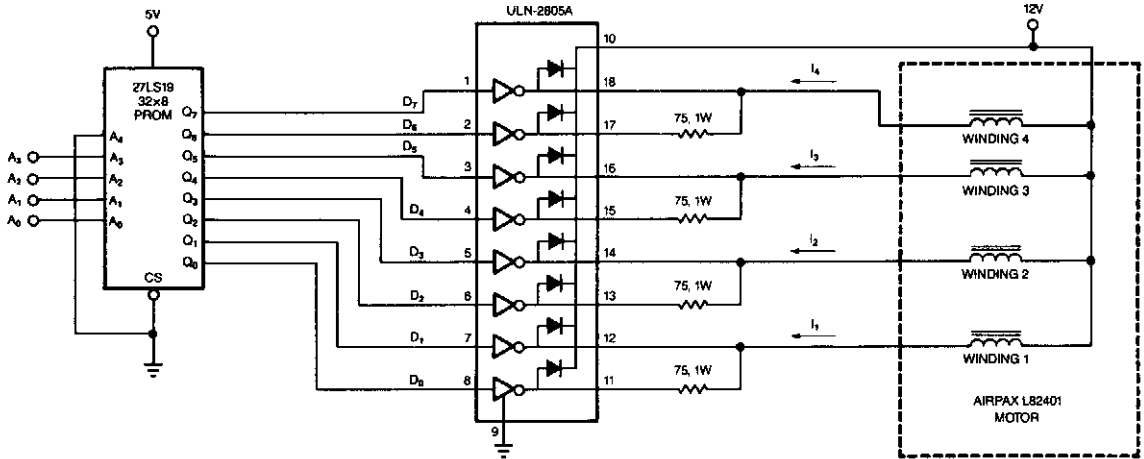 5V
ULN-2805A
12V
27LS19
32×8
PROM
A₄
A₃
A₂
A₁
A₀
A₃
A₂
A₁
A₀
Q₇
Q₆
Q₅
Q₄
Q₃
Q₂
Q₁
Q₀
CS
D₇
D₆
D₅
D₄
D₃
D₂
D₁
D₀
1
2
3
4
5
6
7
8
9
10
18
17
16
15
14
13
12
11
75, 1W
75, 1W
75, 1W
75, 1W
I₄
I₃
I₂
I₁
WINDING 4
WINDING 3
WINDING 2
WINDING 1
AIRPAX L82401
MOTOR